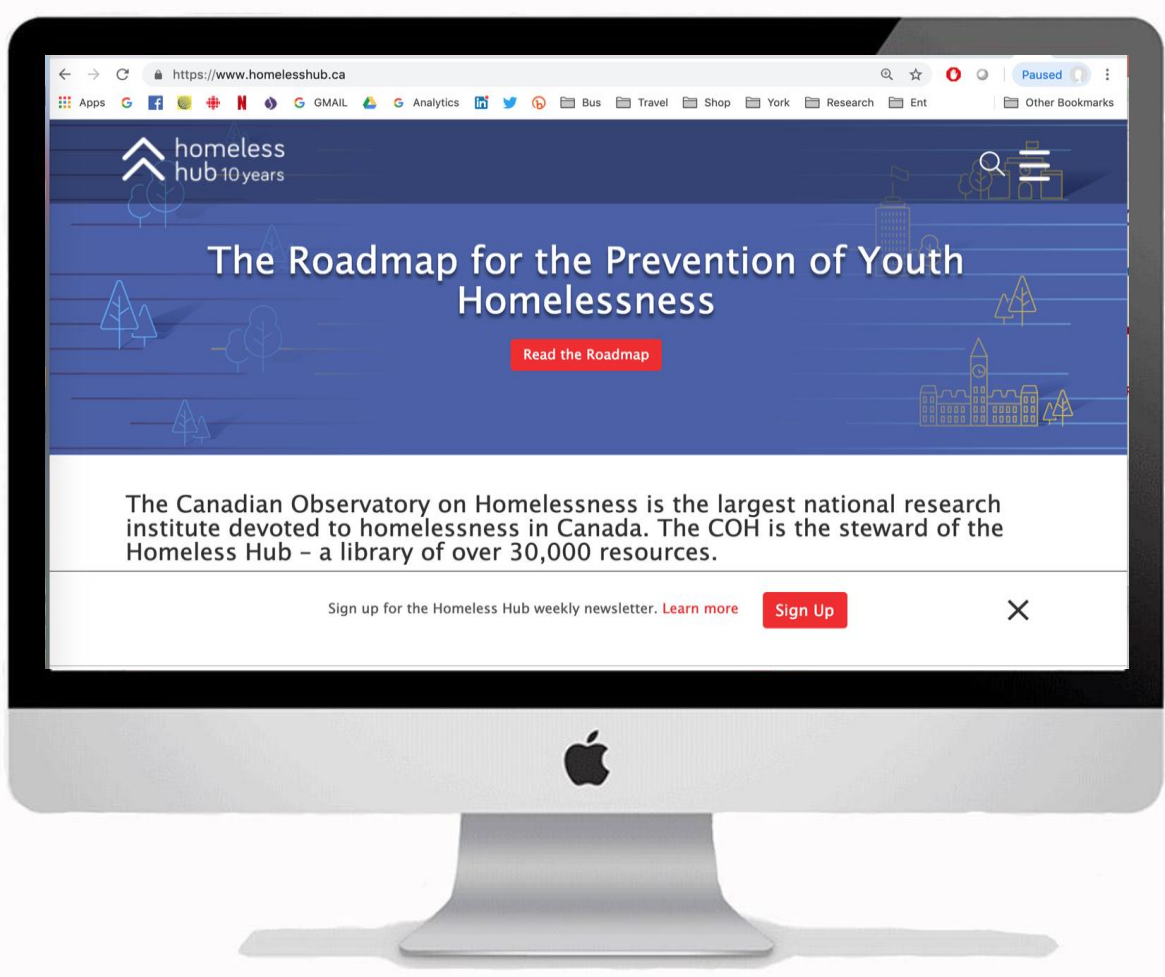 https://www.homelesshub.ca
Paused
Apps
GMAIL
Analytics
Bus
Travel
Shop
York
Research
Ent
Other Bookmarks
homeless
hub 10 years
The Roadmap for the Prevention of Youth
Homelessness
Read the Roadmap
The Canadian Observatory on Homelessness is the largest national research
institute devoted to homelessness in Canada. The COH is the steward of the
Homeless Hub – a library of over 30,000 resources.
Sign up for the Homeless Hub weekly newsletter. Learn more
Sign Up